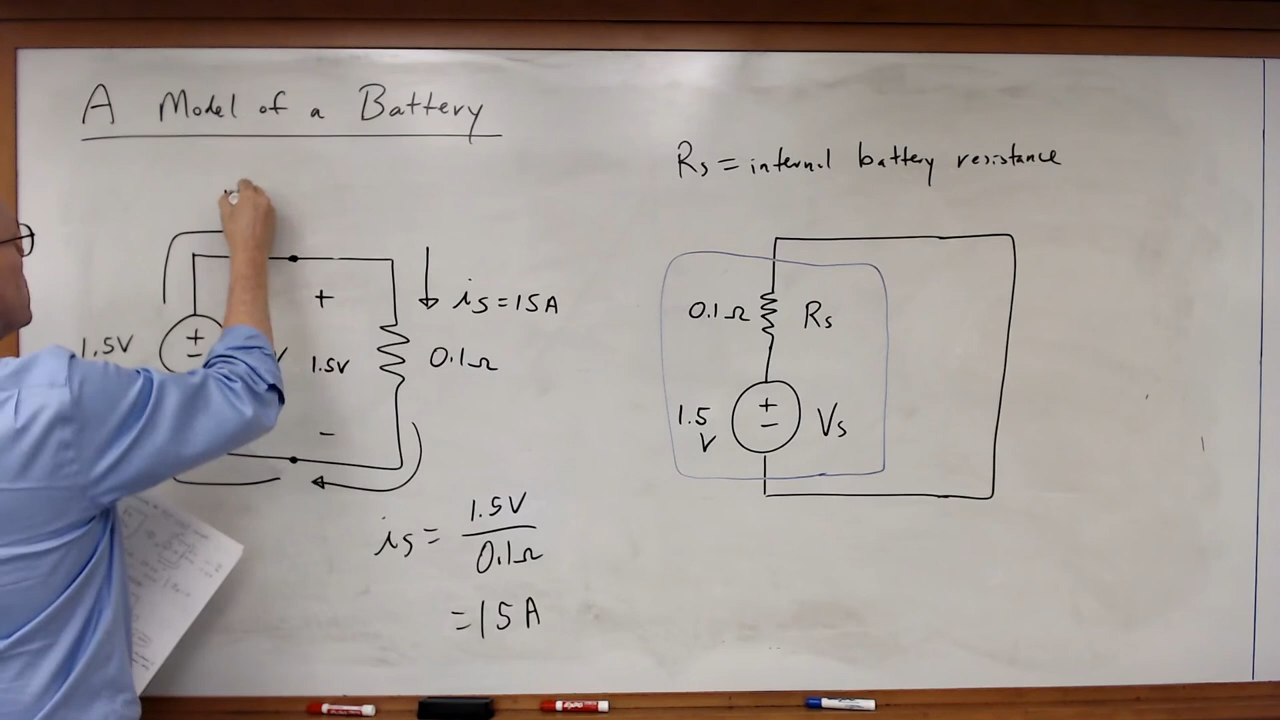 A Model of a Battery
Rs = internal battery resistance
+
is = 15A
1.5V
+
-
1.5V
0.1Ω
-
0.1Ω Rs
1.5
V
+
-
Vs
is = 1.5V
0.1Ω
= 15A
EXPO